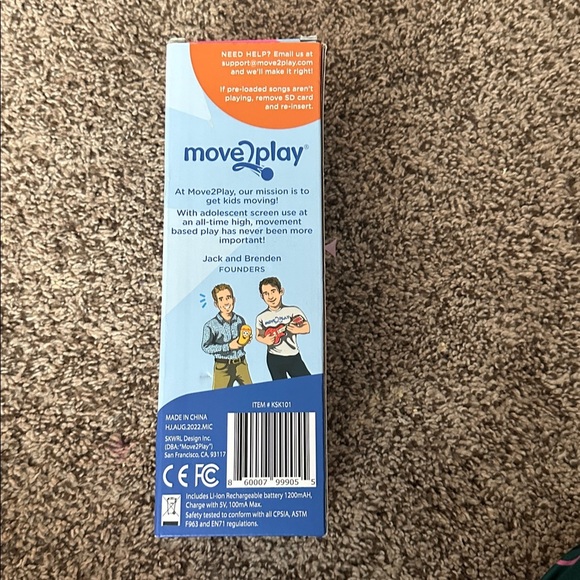 NEED HELP? Email us at
support@move2play.com
and we'll make it right!
If pre-loaded songs aren't
playing, remove SD card
and re-insert.
move2play®
At Move2Play, our mission is to
get kids moving!
With adolescent screen use at
an all-time high, movement
based play has never been more
important!
Jack and Brenden
FOUNDERS
MOVE2PLAY
ITEM # KSK101
MADE IN CHINA
HJ.AUG.2022.MIC
SKWRL Design Inc.
(DBA: "Move2Play")
San Francisco, CA, 93117
CE FC
8 60007 99905 5
Includes Li-Ion Rechargeable battery 1200mAH,
Charge with 5V, 100mA Max.
Safety tested to conform with all CPSIA, ASTM
F963 and EN71 regulations.